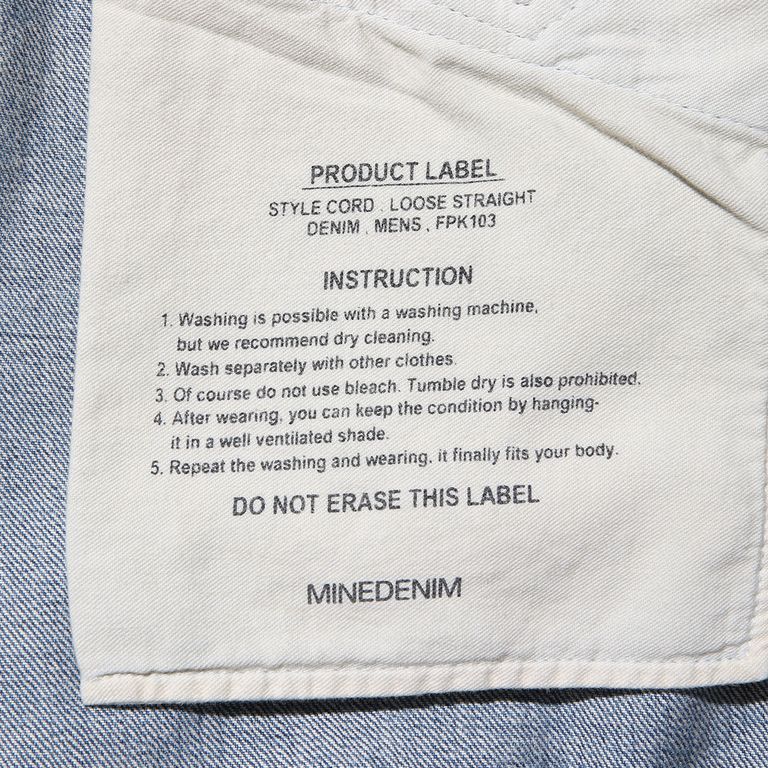 PRODUCT LABEL
STYLE CORD . LOOSE STRAIGHT
DENIM . MENS . FPK103
INSTRUCTION
1. Washing is possible with a washing machine,
but we recommend dry cleaning.
2. Wash separately with other clothes.
3. Of course do not use bleach. Tumble dry is also prohibited.
4. After wearing, you can keep the condition by hanging-
it in a well ventilated shade.
5. Repeat the washing and wearing. it finally fits your body.
DO NOT ERASE THIS LABEL
MINEDENIM